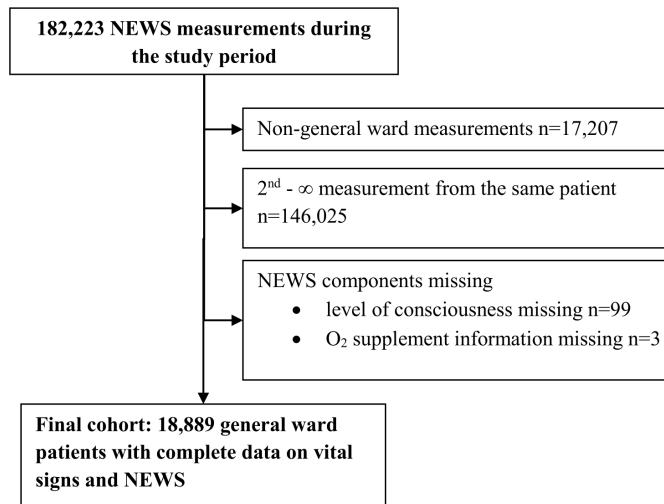 182,223 NEWS measurements during
the study period
Non-general ward measurements n=17,207
2nd - ∞ measurement from the same patient
n=146,025
NEWS components missing
• level of consciousness missing n=99
• O₂ supplement information missing n=3
Final cohort: 18,889 general ward
patients with complete data on vital
signs and NEWS